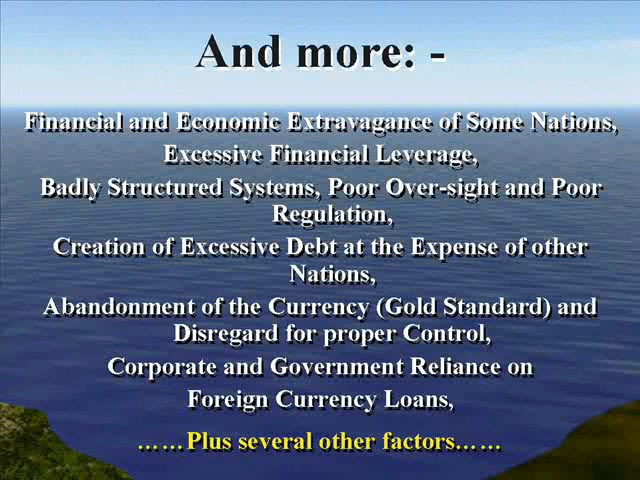 And more: -
Financial and Economic Extravagance of Some Nations,
Excessive Financial Leverage,
Badly Structured Systems, Poor Over-sight and Poor
Regulation,
Creation of Excessive Debt at the Expense of other
Nations,
Abandonment of the Currency (Gold Standard) and
Disregard for proper Control,
Corporate and Government Reliance on
Foreign Currency Loans,
……Plus several other factors……